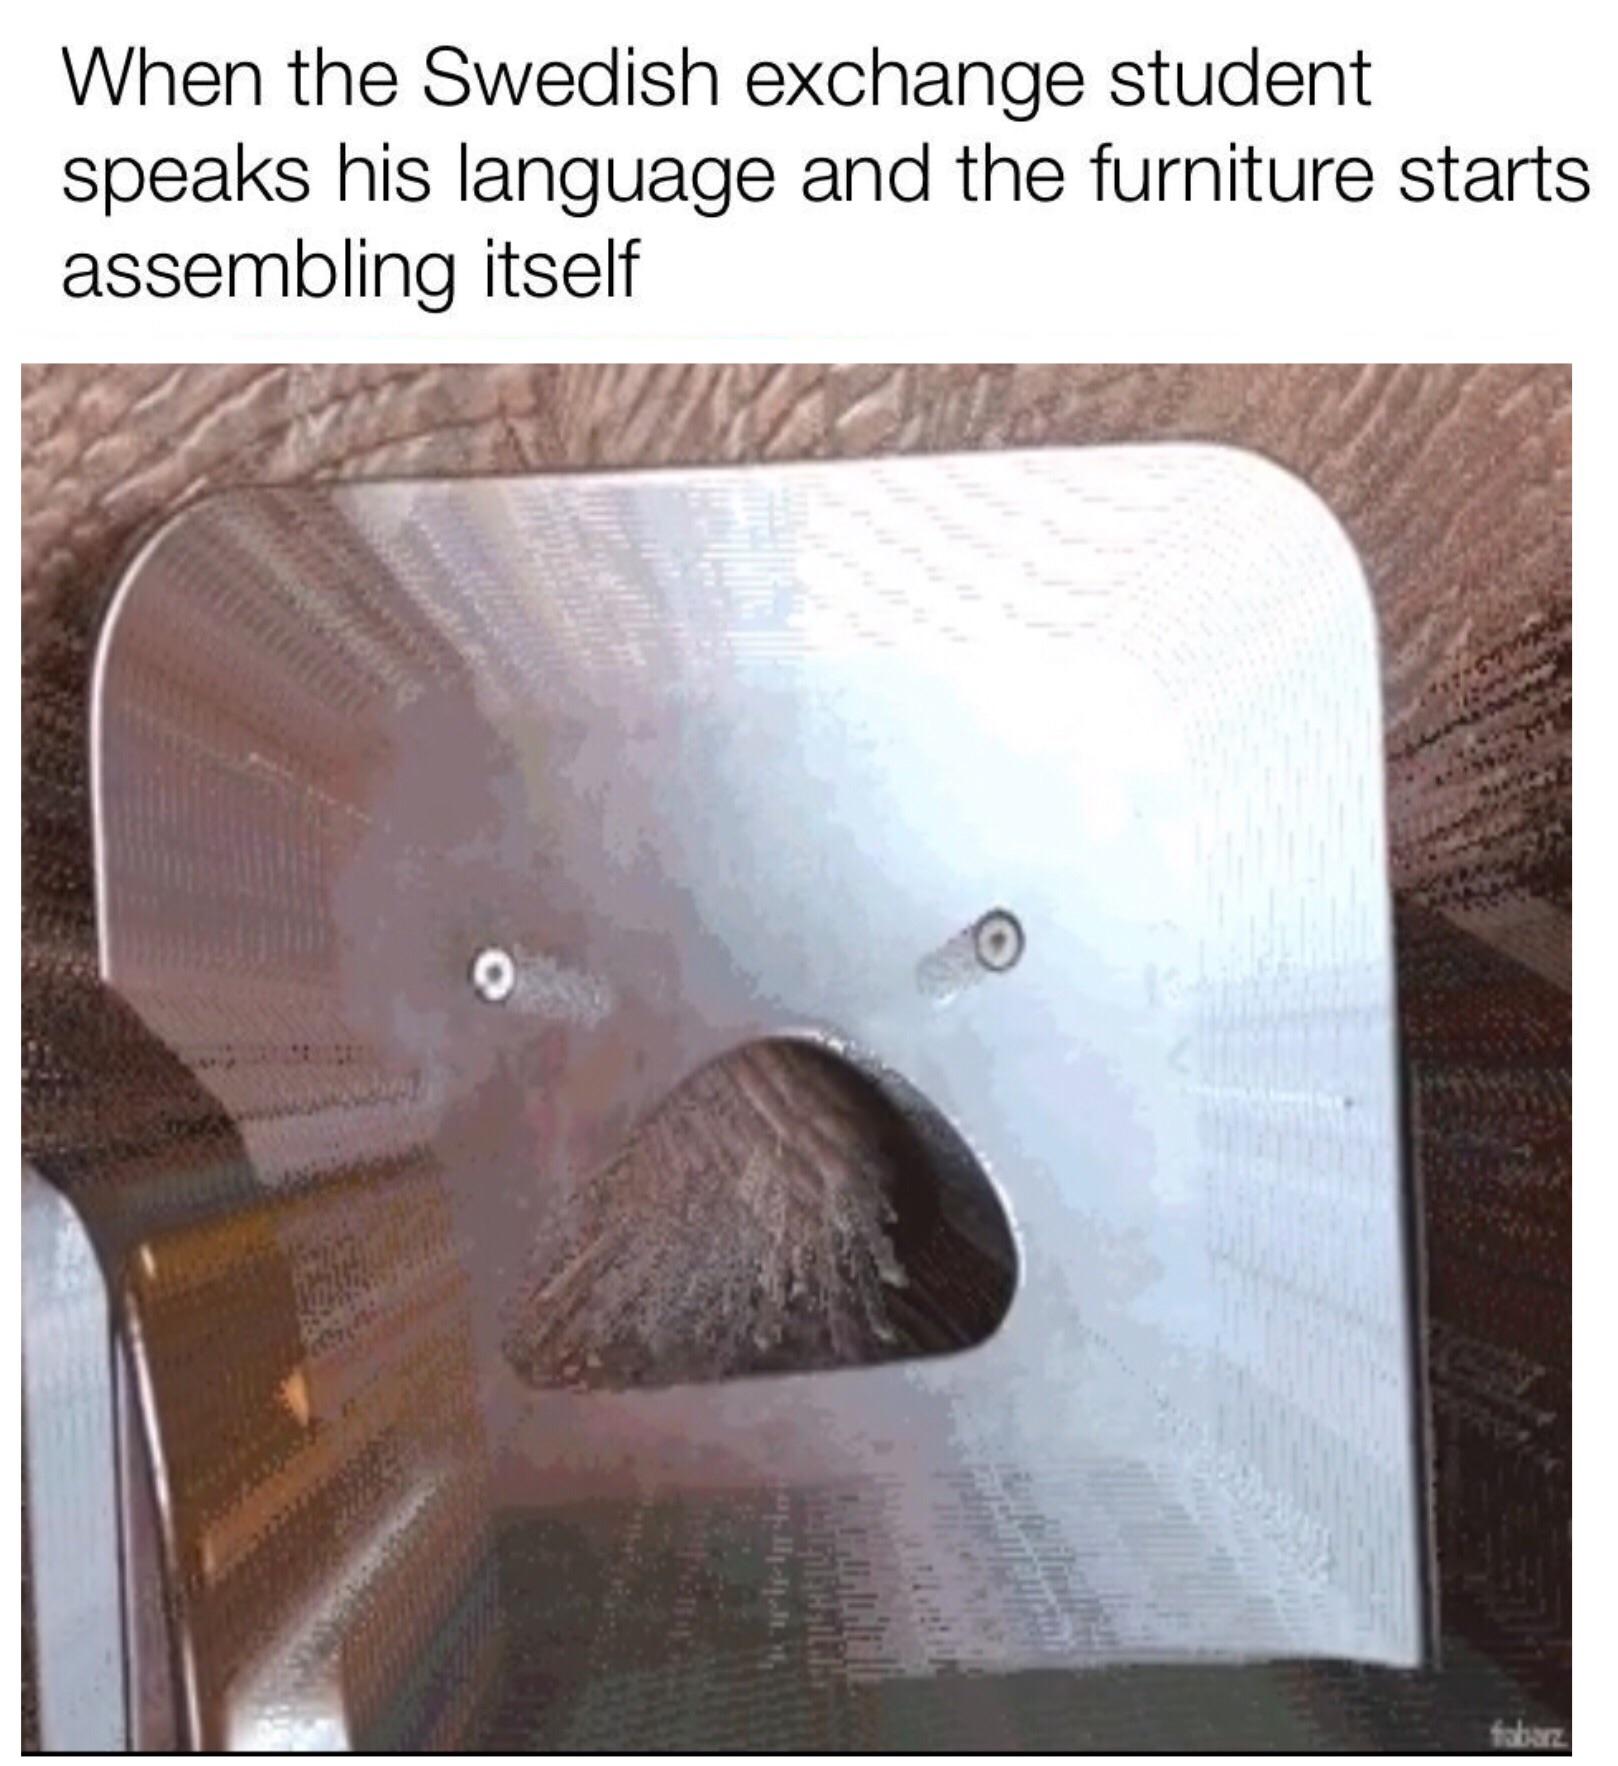 When the Swedish exchange student
speaks his language and the furniture starts
assembling itself